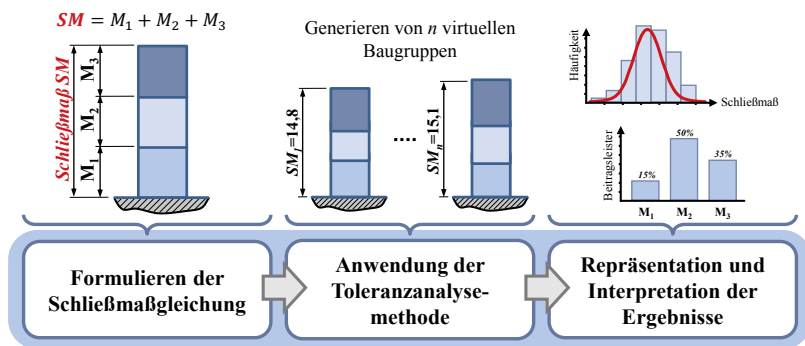 SM = M₁ + M₂ + M₃
Schließmaß SM
M₃
M₂
M₁
Generieren von n virtuellen
Baugruppen
SM₁=14,8
....
SMₙ=15,1
Häufigkeit
Schließmaß
Beitragsleister
15%
50%
35%
M₁
M₂
M₃
Formulieren der
Schließmaßgleichung
Anwendung der
Toleranzanalyse-
methode
Repräsentation und
Interpretation der
Ergebnisse